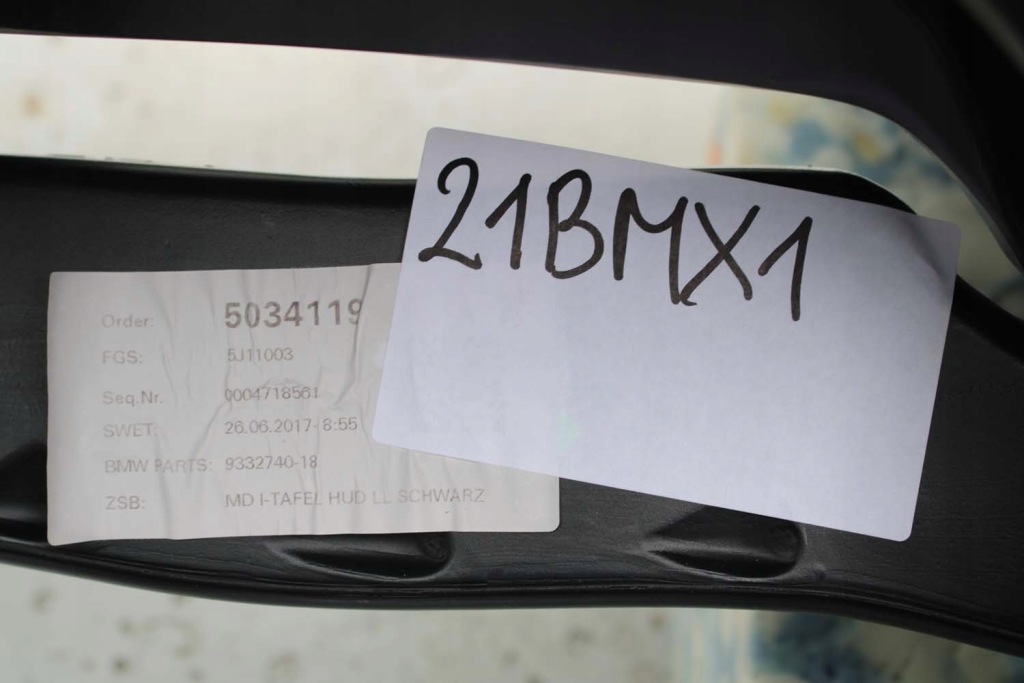 21BMX1
Order: 5034119
FGS: 5J11003
Seq.Nr. 0004718561
SWET: 26.06.2017- 8:55
BMW PARTS: 9332740-18
ZSB: MD I-TAFEL HUD LL SCHWARZ